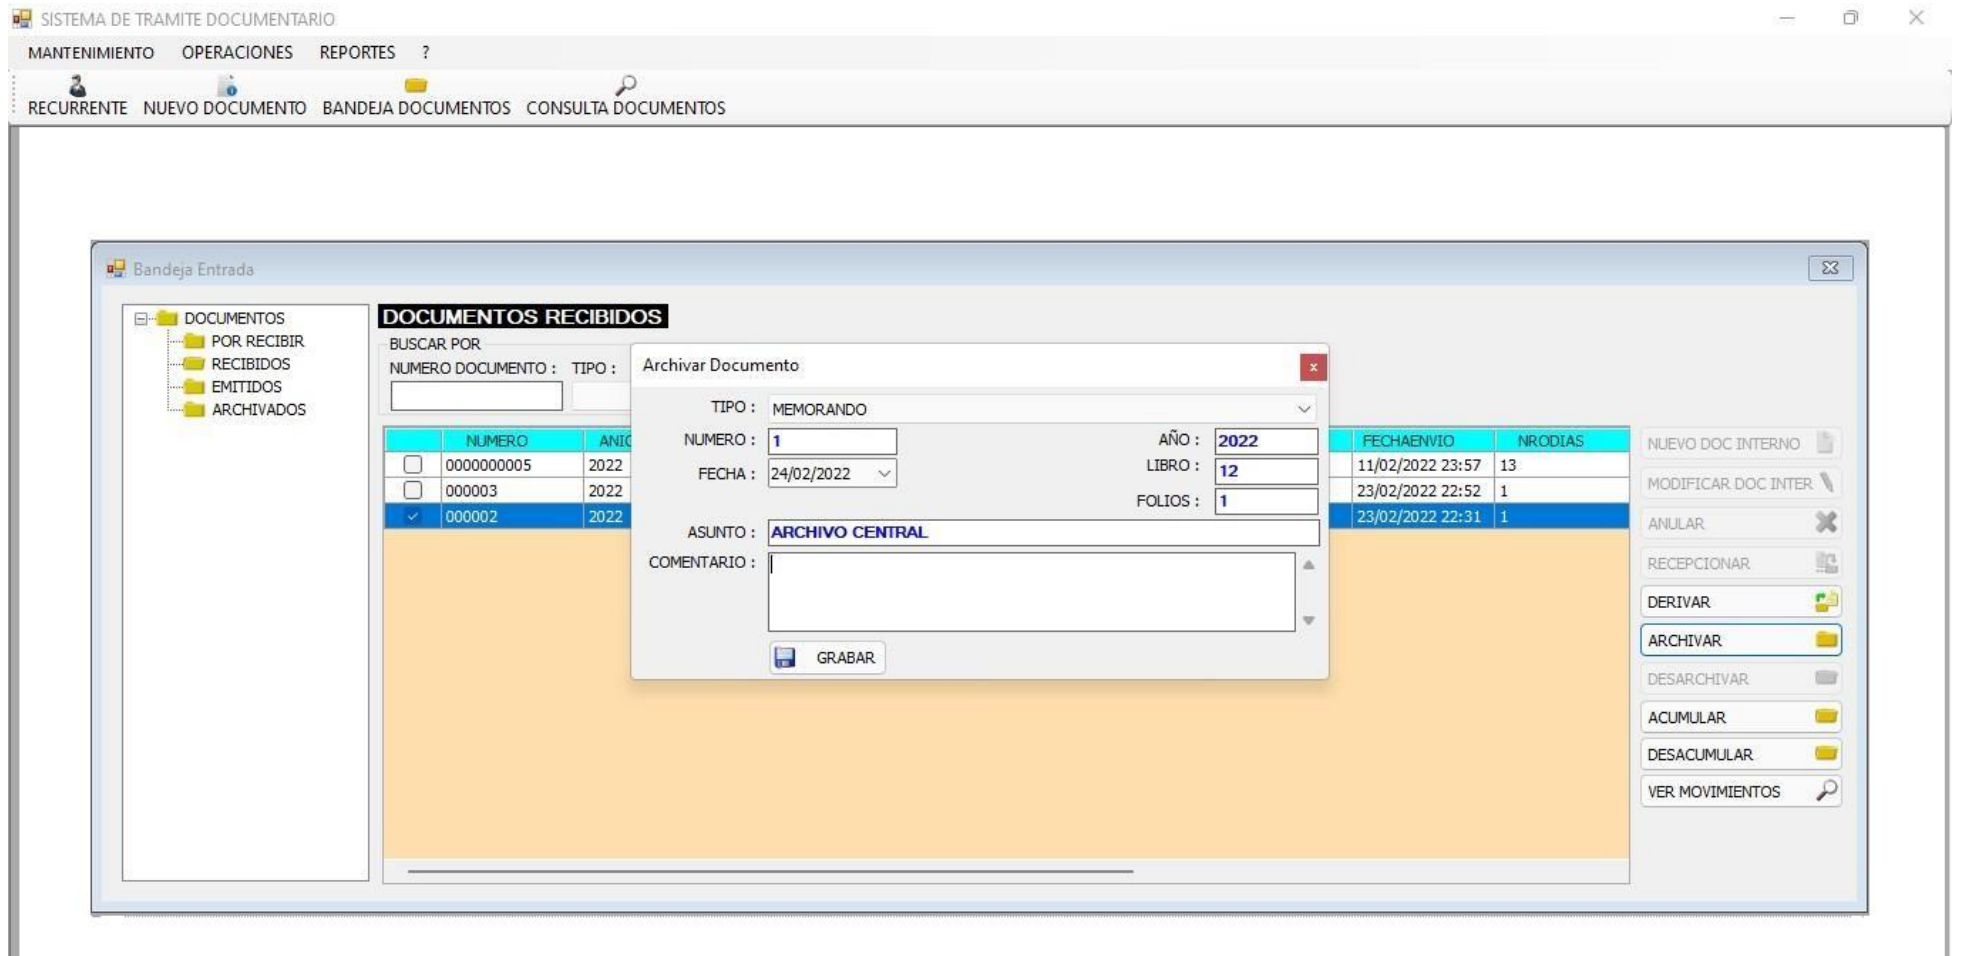 SISTEMA DE TRAMITE DOCUMENTARIO
MANTENIMIENTO OPERACIONES REPORTES ?
RECURRENTE NUEVO DOCUMENTO BANDEJA DOCUMENTOS CONSULTA DOCUMENTOS
Bandeja Entrada
DOCUMENTOS
POR RECIBIR
RECIBIDOS
EMITIDOS
ARCHIVADOS
DOCUMENTOS RECIBIDOS
BUSCAR POR
NUMERO DOCUMENTO : TIPO :
NUMERO ANIO FECHAENVIO NRODIAS
0000000005 2022 11/02/2022 23:57 13
000003 2022 23/02/2022 22:52 1
000002 2022 23/02/2022 22:31 1
Archivar Documento
x
TIPO : MEMORANDO
NUMERO : 1 AÑO : 2022
FECHA : 24/02/2022 LIBRO : 12
FOLIOS : 1
ASUNTO : ARCHIVO CENTRAL
COMENTARIO :
GRABAR
NUEVO DOC INTERNO
MODIFICAR DOC INTER
ANULAR
RECEPCIONAR
DERIVAR
ARCHIVAR
DESARCHIVAR
ACUMULAR
DESACUMULAR
VER MOVIMIENTOS